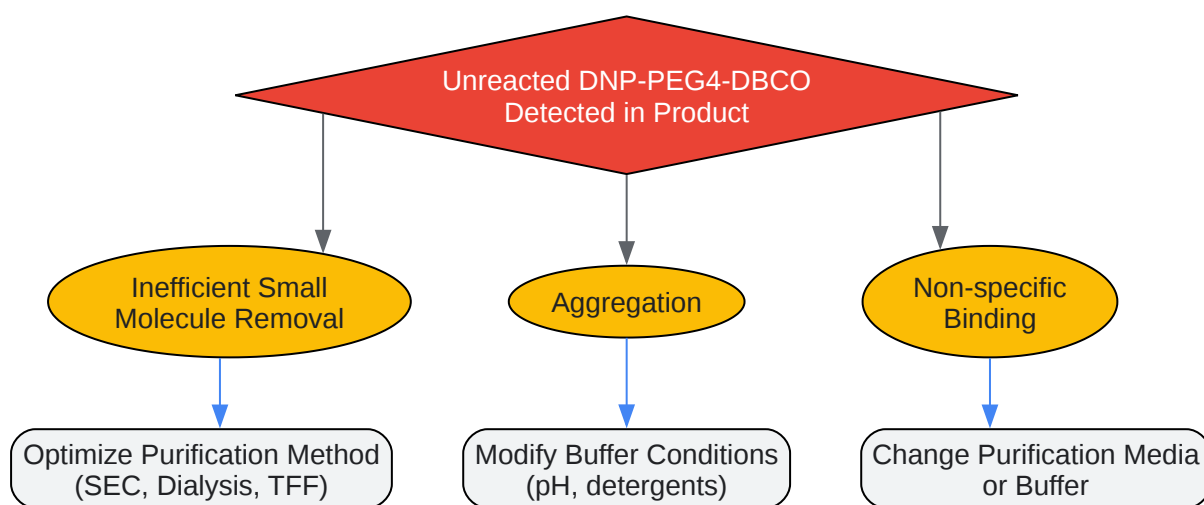 Unreacted DNP-PEG4-DBCO
Detected in Product
Inefficient Small
Molecule Removal
Aggregation
Non-specific
Binding
Optimize Purification Method
(SEC, Dialysis, TFF)
Modify Buffer Conditions
(pH, detergents)
Change Purification Media
or Buffer